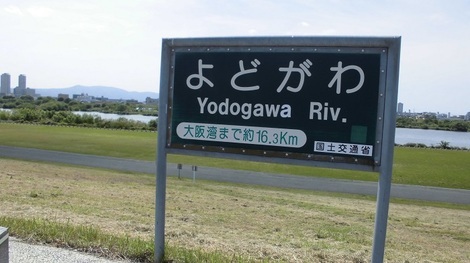 よどがわ
Yodogawa Riv.
大阪湾まで約16.3Km
国土交通省